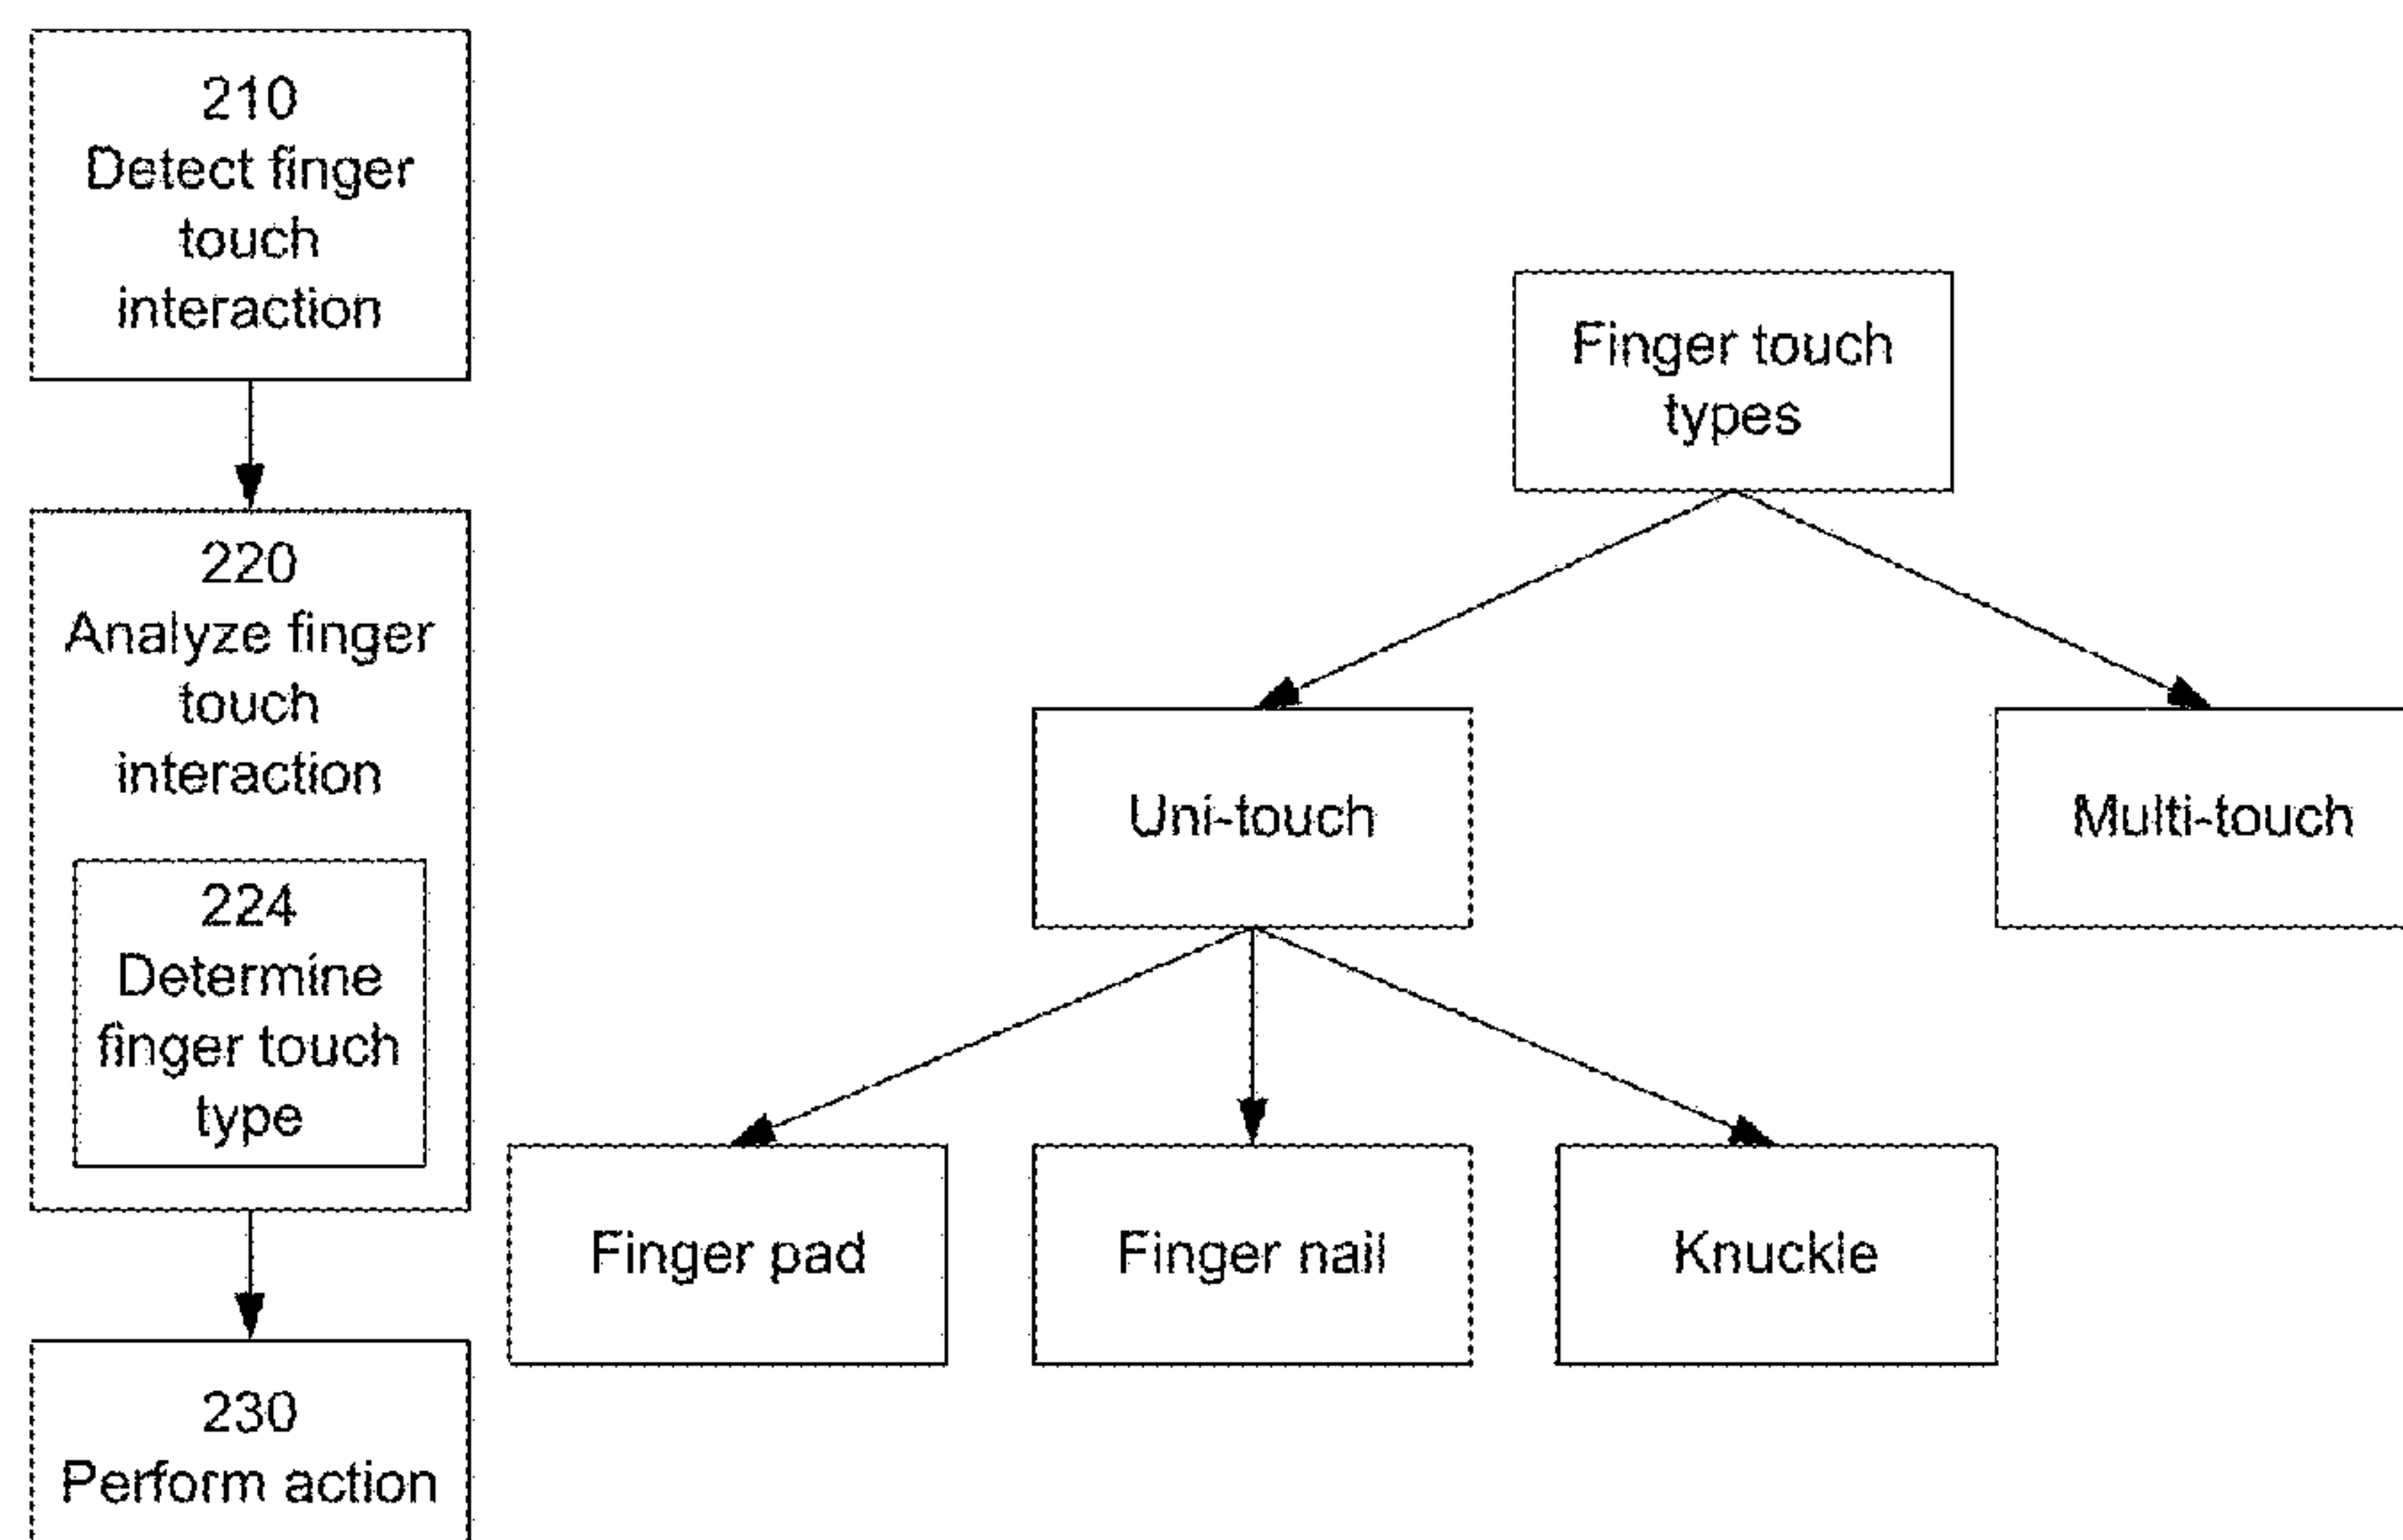 210
Detect finger
touch
interaction
220
Analyze finger
touch
interaction
224
Determine
finger touch
type
230
Perform action
Finger touch
types
Uni-touch
Multi-touch
Finger pad
Finger nail
Knuckle